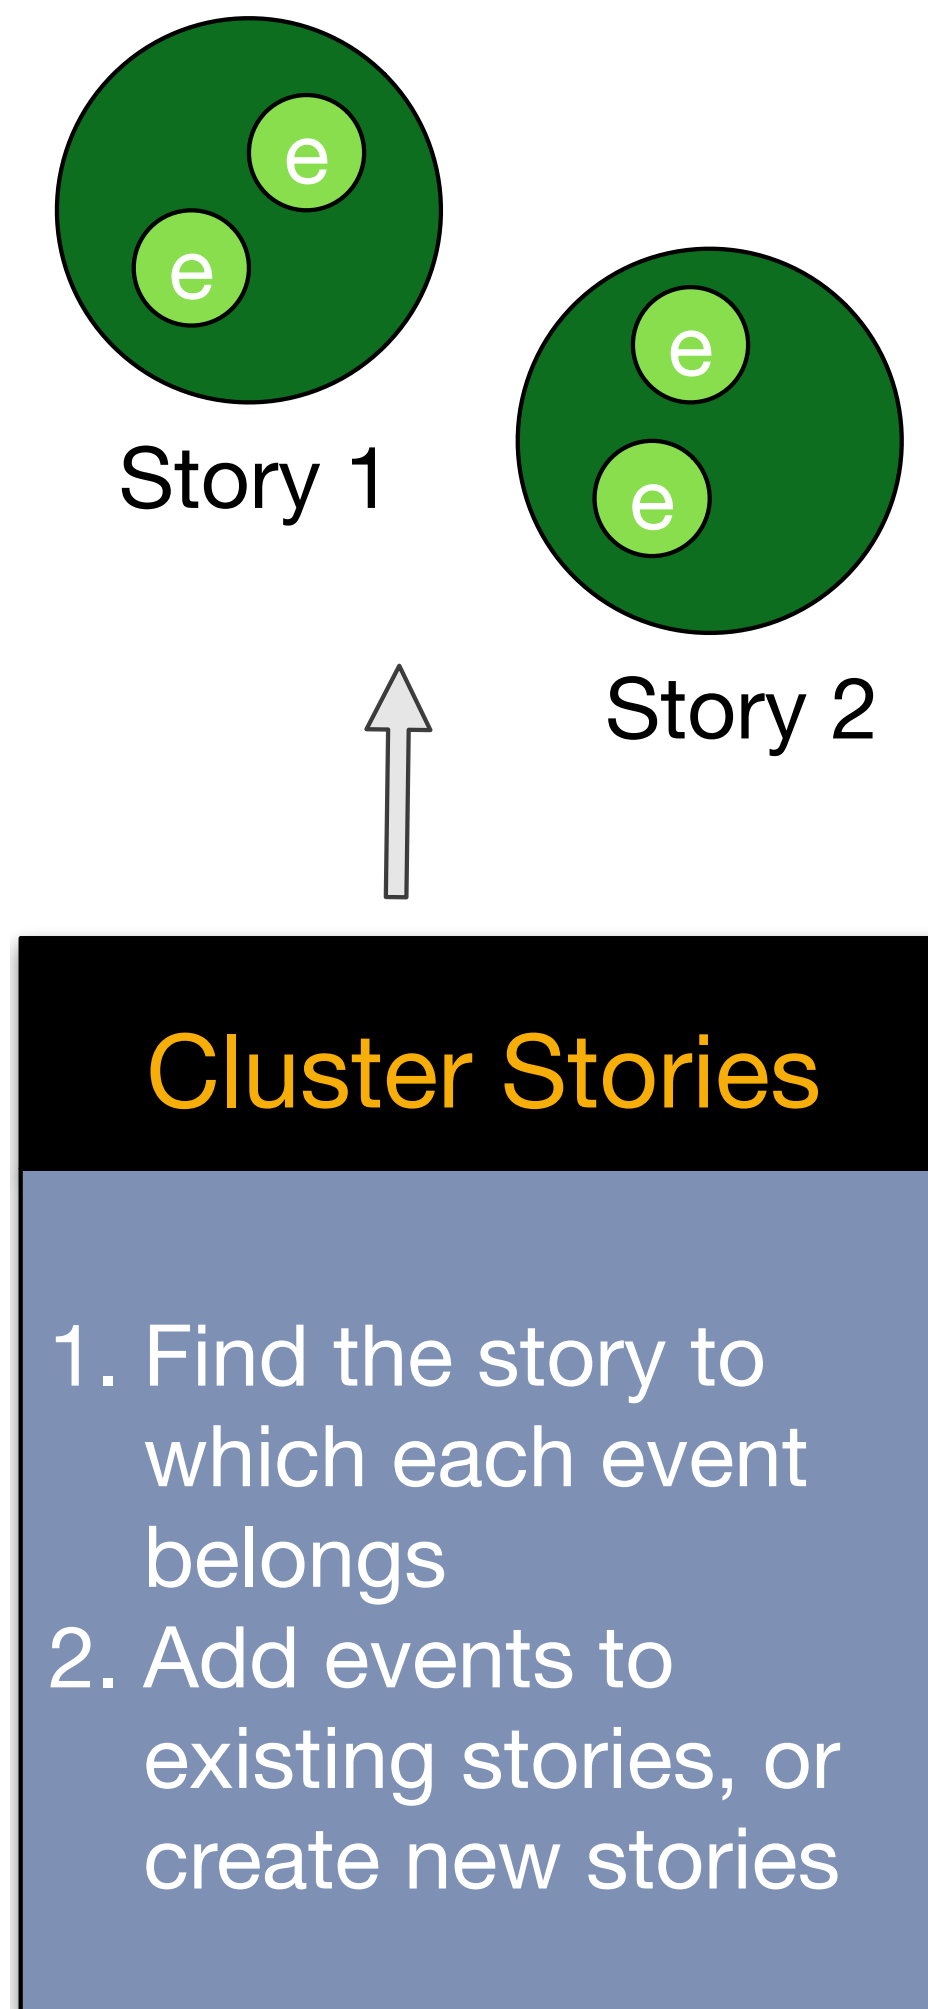 e
e
Story 1
e
e
Story 2
Cluster Stories
1. Find the story to
which each event
belongs
2. Add events to
existing stories, or
create new stories